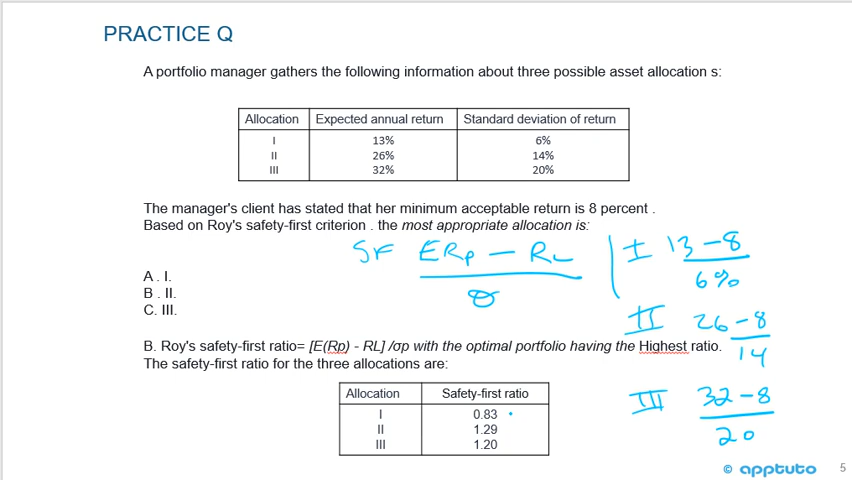 PRACTICE Q
A portfolio manager gathers the following information about three possible asset allocation s:
Allocation Expected annual return Standard deviation of return
I 13% 6%
II 26% 14%
III 32% 20%
The manager's client has stated that her minimum acceptable return is 8 percent .
Based on Roy's safety-first criterion . the most appropriate allocation is:
SF ERp — RL
σ
I 13 – 8
6%
A . I.
B . II.
C. III.
II 26 – 8
14
B. Roy's safety-first ratio= [E(Rp) - RL] /σp with the optimal portfolio having the Highest ratio.
The safety-first ratio for the three allocations are:
Allocation Safety-first ratio
I 0.83
II 1.29
III 1.20
III 32 – 8
20
© apptuto 5